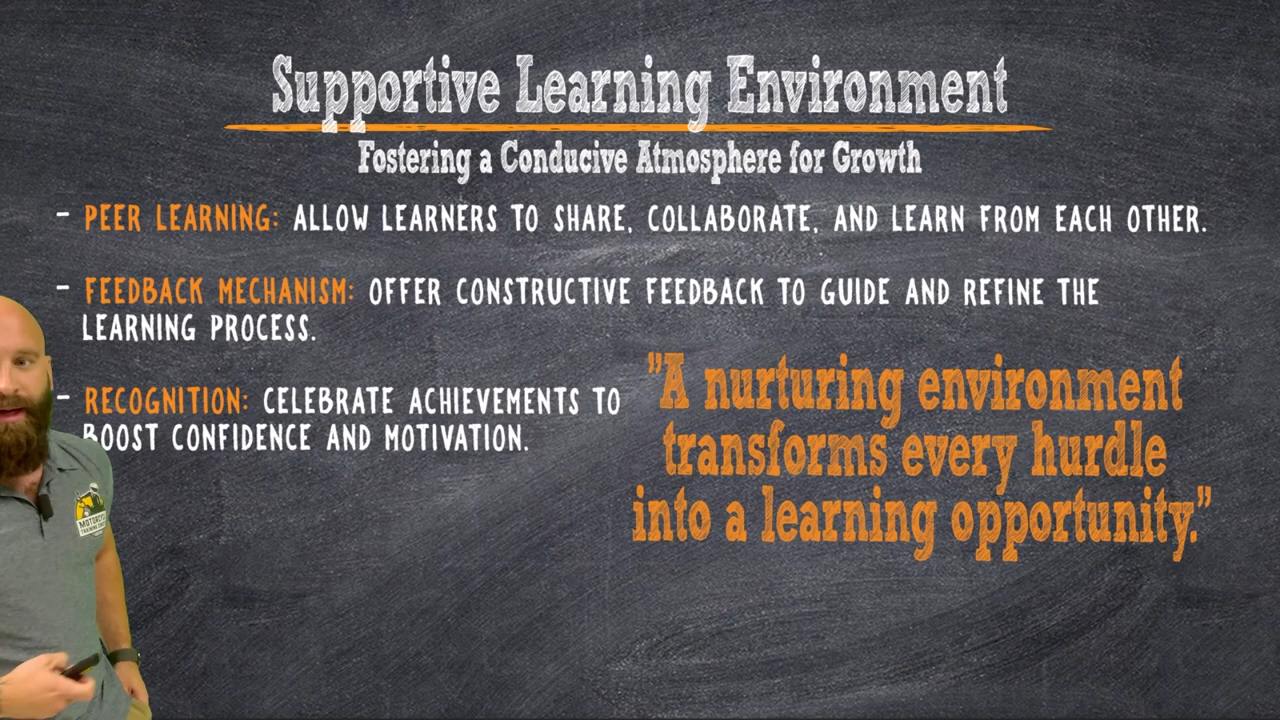 Supportive Learning Environment
Fostering a Conducive Atmosphere for Growth
- PEER LEARNING: ALLOW LEARNERS TO SHARE, COLLABORATE, AND LEARN FROM EACH OTHER.
- FEEDBACK MECHANISM: OFFER CONSTRUCTIVE FEEDBACK TO GUIDE AND REFINE THE
LEARNING PROCESS.
- RECOGNITION: CELEBRATE ACHIEVEMENTS TO
BOOST CONFIDENCE AND MOTIVATION.
"A nurturing environment
transforms every hurdle
into a learning opportunity."